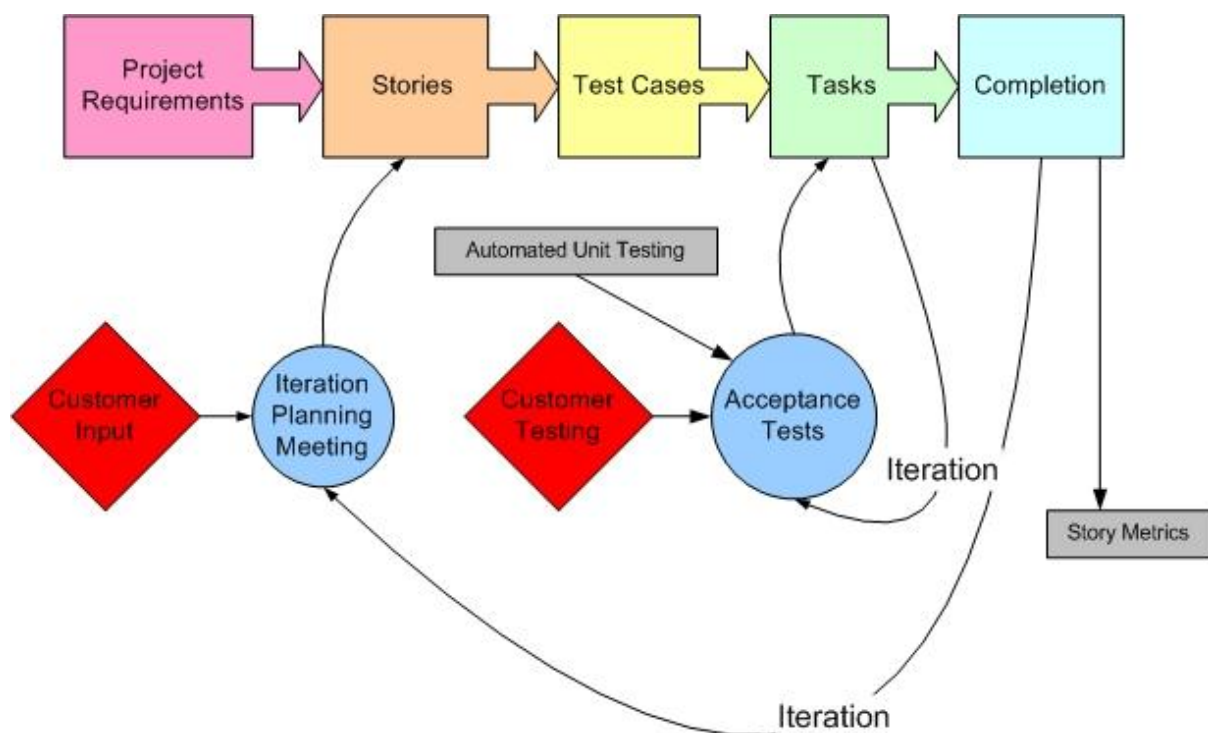 Project
Requirements
Stories
Test Cases
Tasks
Completion
Automated Unit Testing
Customer
Input
Iteration
Planning
Meeting
Customer
Testing
Acceptance
Tests
Iteration
Story Metrics
Iteration